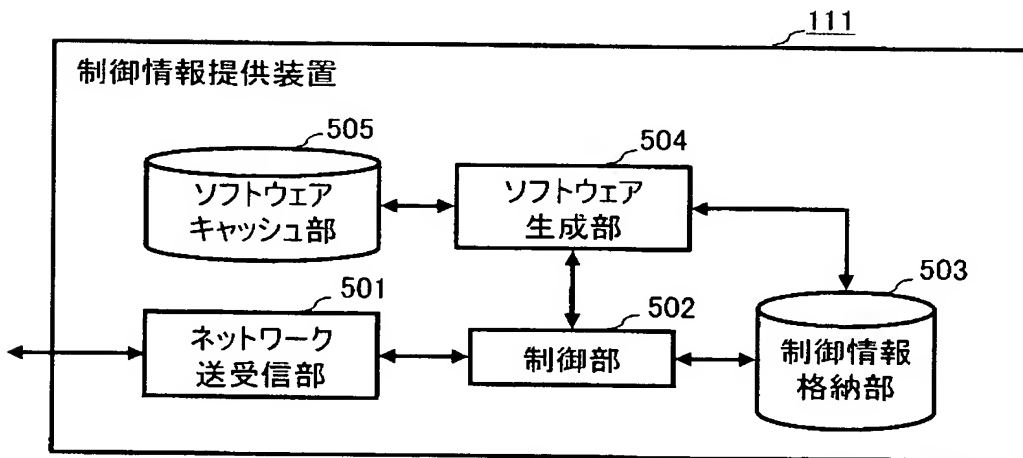 111
制御情報提供装置
505
ソフトウェア
キャッシュ部
504
ソフトウェア
生成部
503
制御情報
格納部
501
ネットワーク
送受信部
502
制御部